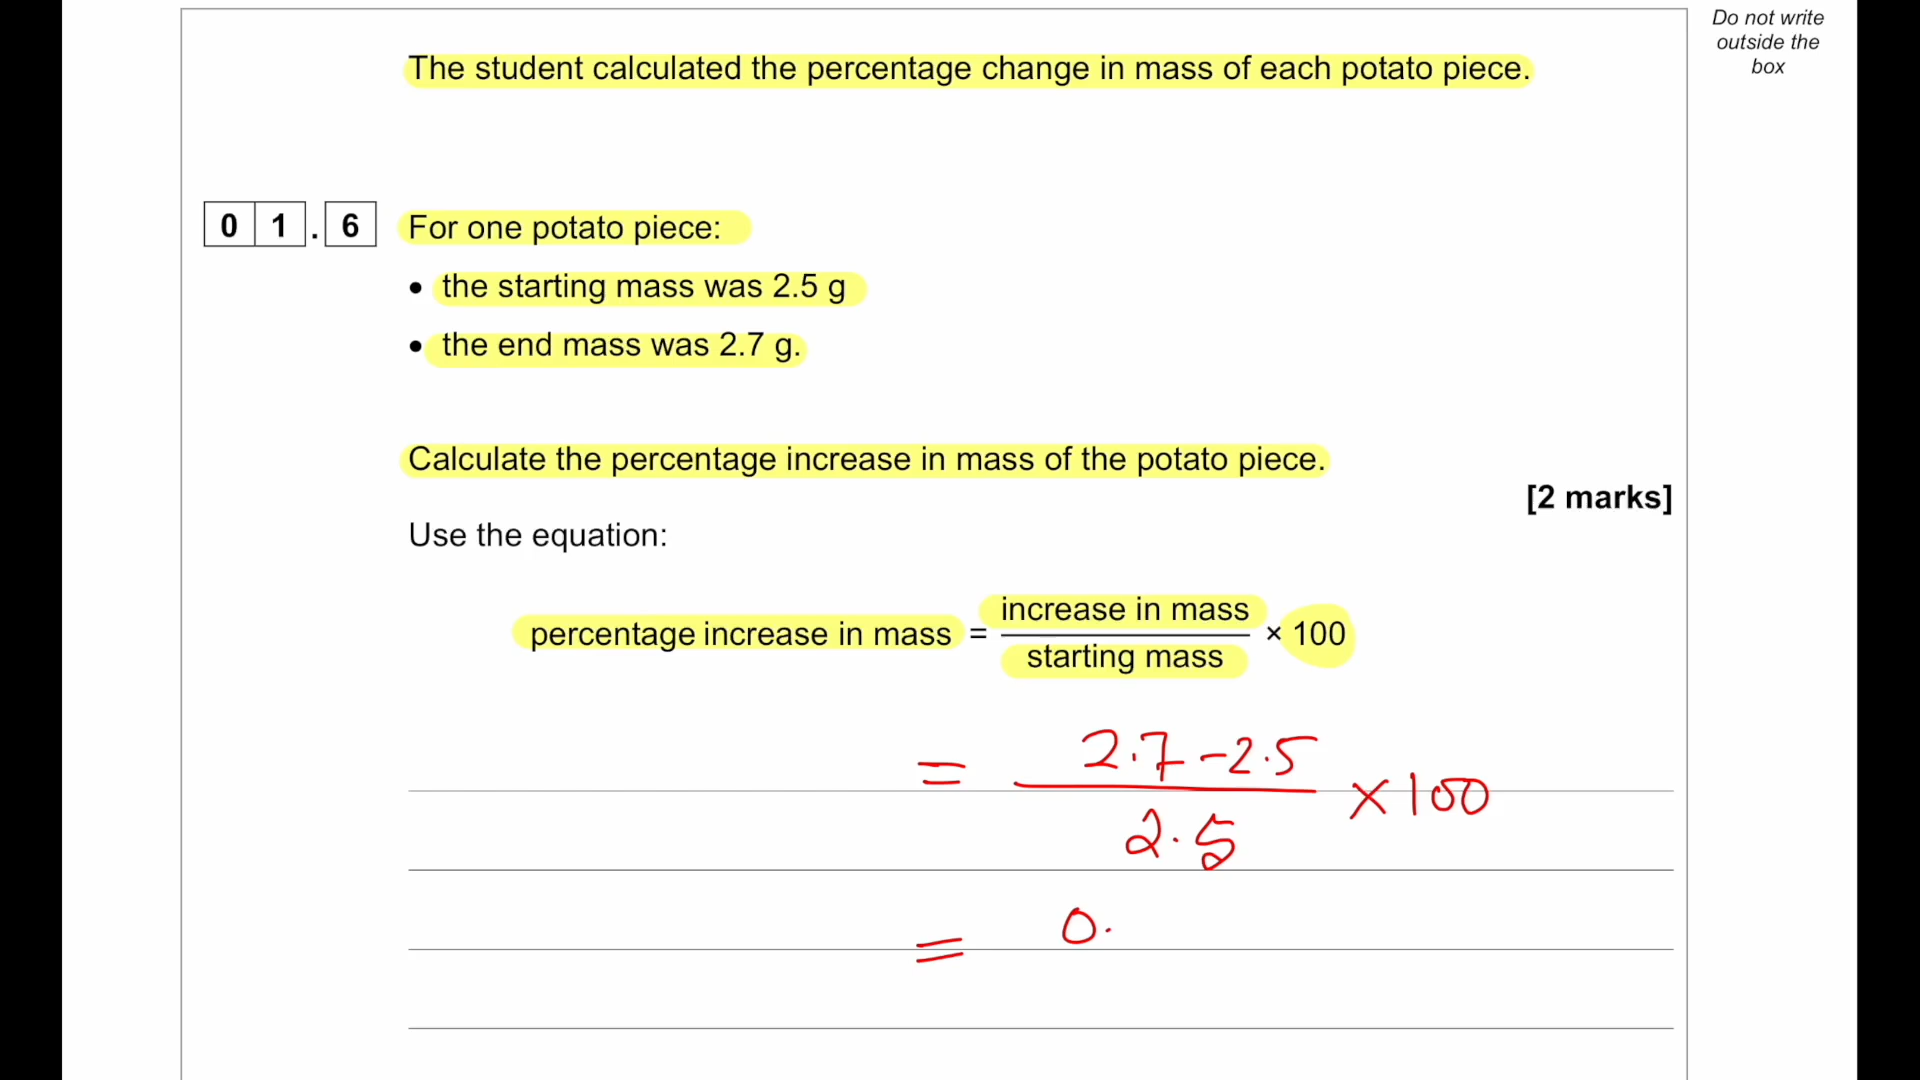 Do not write
outside the
box
The student calculated the percentage change in mass of each potato piece.
0 1 . 6 For one potato piece:
• the starting mass was 2.5 g
• the end mass was 2.7 g.
Calculate the percentage increase in mass of the potato piece.
[2 marks]
Use the equation:
percentage increase in mass = increase in mass / starting mass × 100
= 2.7 - 2.5 / 2.5 × 100
= 0.